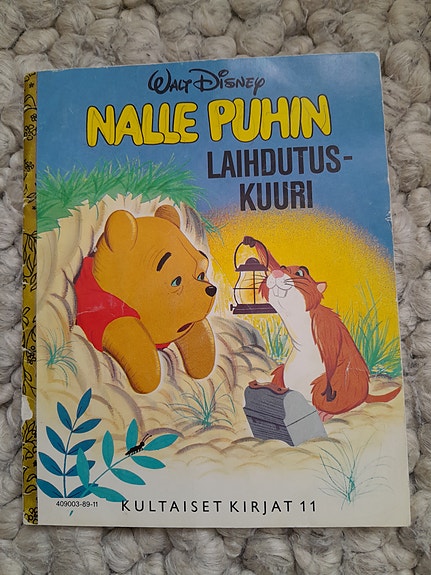 WALT DISNEY
NALLE PUHIN
LAIHDUTUS-
KUURI
409003-89-11
KULTAISET KIRJAT 11